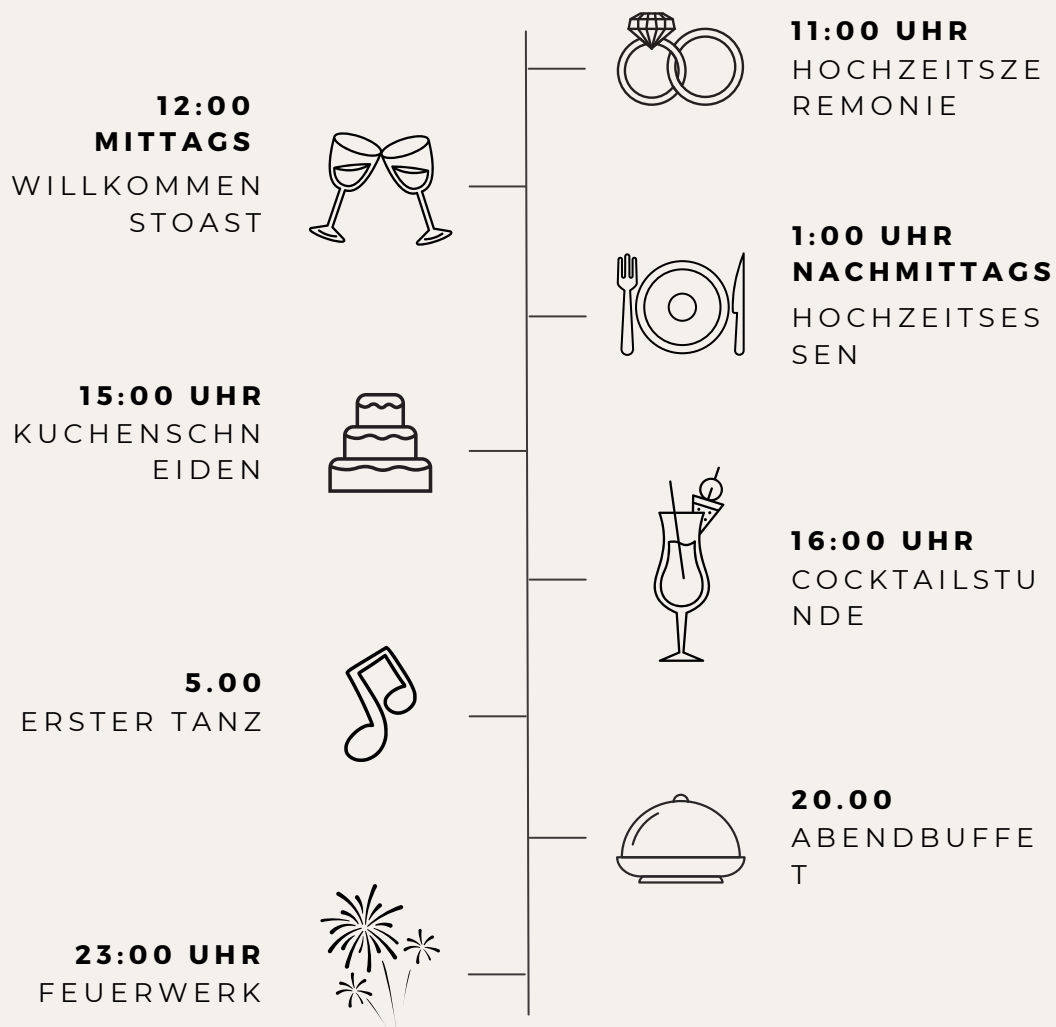 11:00 UHR
HOCHZEITSZE
REMONIE
12:00
MITTAGS
WILLKOMMEN
STOAST
1:00 UHR
NACHMITTAGS
HOCHZEITSES
SEN
15:00 UHR
KUCHENSCHN
EIDEN
16:00 UHR
COCKTAILSTU
NDE
5.00
ERSTER TANZ
20.00
ABENDBUFFE
T
23:00 UHR
FEUERWERK